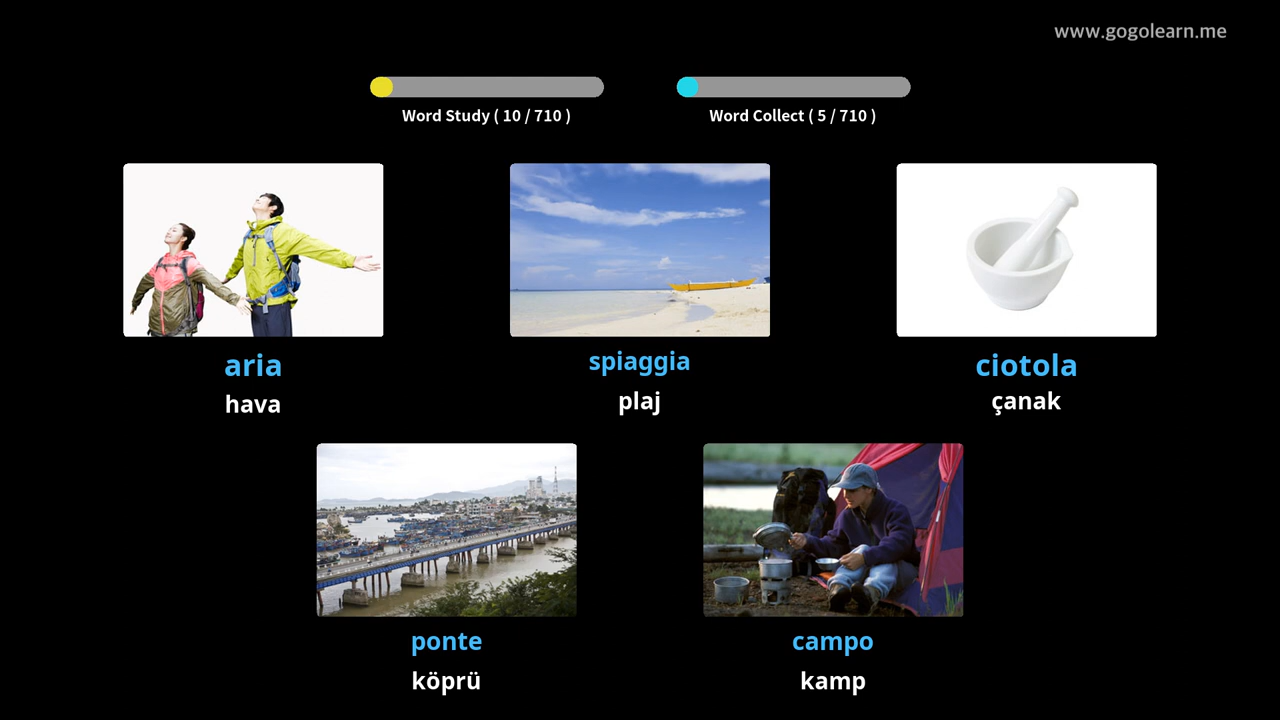 www.gogolearn.me
Word Study ( 10 / 710 )
Word Collect ( 5 / 710 )
aria
hava
spiaggia
plaj
ciotola
çanak
ponte
köprü
campo
kamp